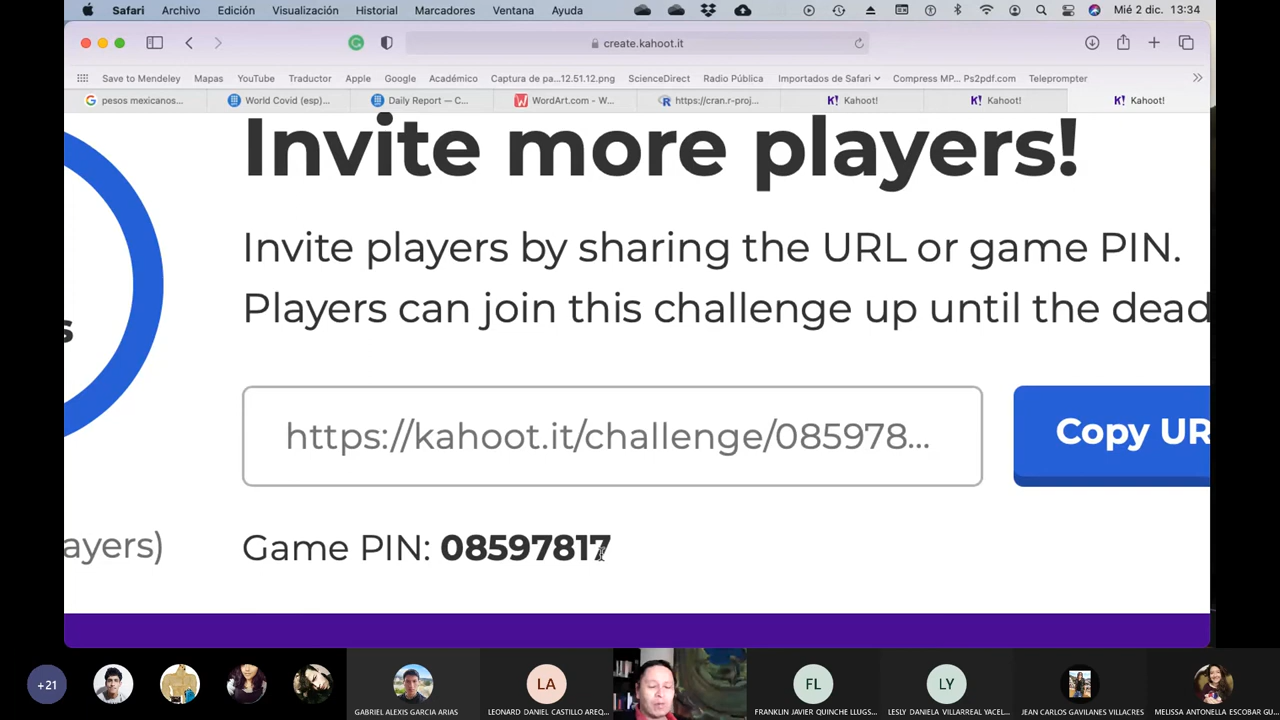 Safari Archivo Edición Visualización Historial Marcadores Ventana Ayuda Mié 2 dic. 13:34
create.kahoot.it
Save to Mendeley Mapas YouTube Traductor Apple Google Académico Captura de pa...12.51.12.png ScienceDirect Radio Pública Importados de Safari Compress MP... Ps2pdf.com Teleprompter
pesos mexicanos... World Covid (esp)... Daily Report — C... WordArt.com - W... https://cran.r-proj... K! Kahoot! K! Kahoot! K! Kahoot!
Invite more players!
Invite players by sharing the URL or game PIN.
Players can join this challenge up until the dead
s
https://kahoot.it/challenge/085978...
Copy UR
ayers)
Game PIN: 08597817
+21 LA FL LY
GABRIEL ALEXIS GARCIA ARIAS LEONARD DANIEL CASTILLO AREQ... FRANKLIN JAVIER QUINCHE LLUGS... LESLY DANIELA VILLARREAL YACEL... JEAN CARLOS GAVILANES VILLACRES MELISSA ANTONELLA ESCOBAR GU...